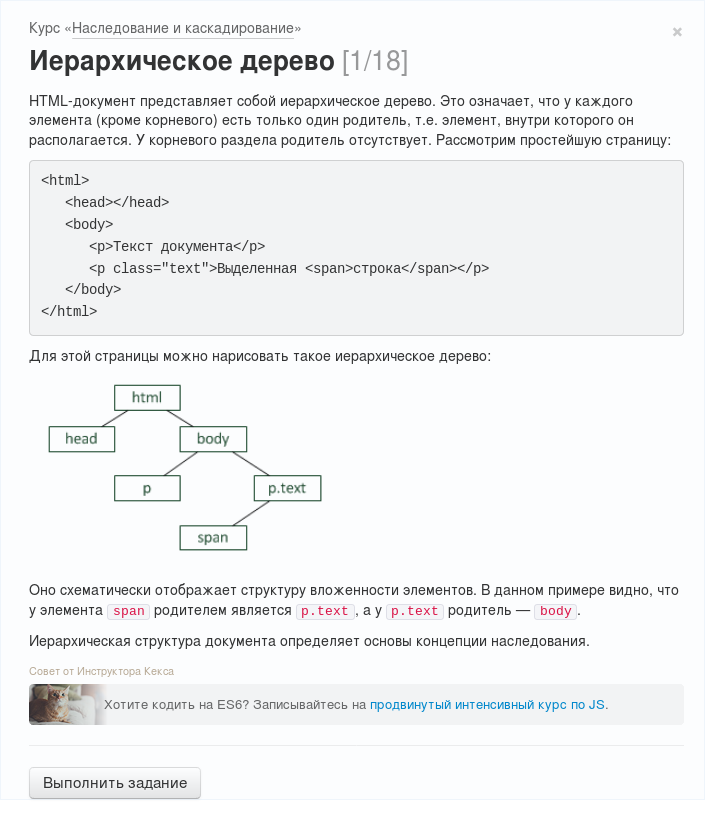 Курс «Наследование и каскадирование»
×
Иерархическое дерево [1/18]
HTML-документ представляет собой иерархическое дерево. Это означает, что у каждого
элемента (кроме корневого) есть только один родитель, т.е. элемент, внутри которого он
располагается. У корневого раздела родитель отсутствует. Рассмотрим простейшую страницу:
<html>
   <head></head>
   <body>
      <p>Текст документа</p>
      <p class="text">Выделенная <span>строка</span></p>
   </body>
</html>
Для этой страницы можно нарисовать такое иерархическое дерево:
html
head body
p p.text
span
Оно схематически отображает структуру вложенности элементов. В данном примере видно, что
у элемента span родителем является p.text, а у p.text родитель — body.
Иерархическая структура документа определяет основы концепции наследования.
Совет от Инструктора Кекса
Хотите кодить на ES6? Записывайтесь на продвинутый интенсивный курс по JS.
Выполнить задание